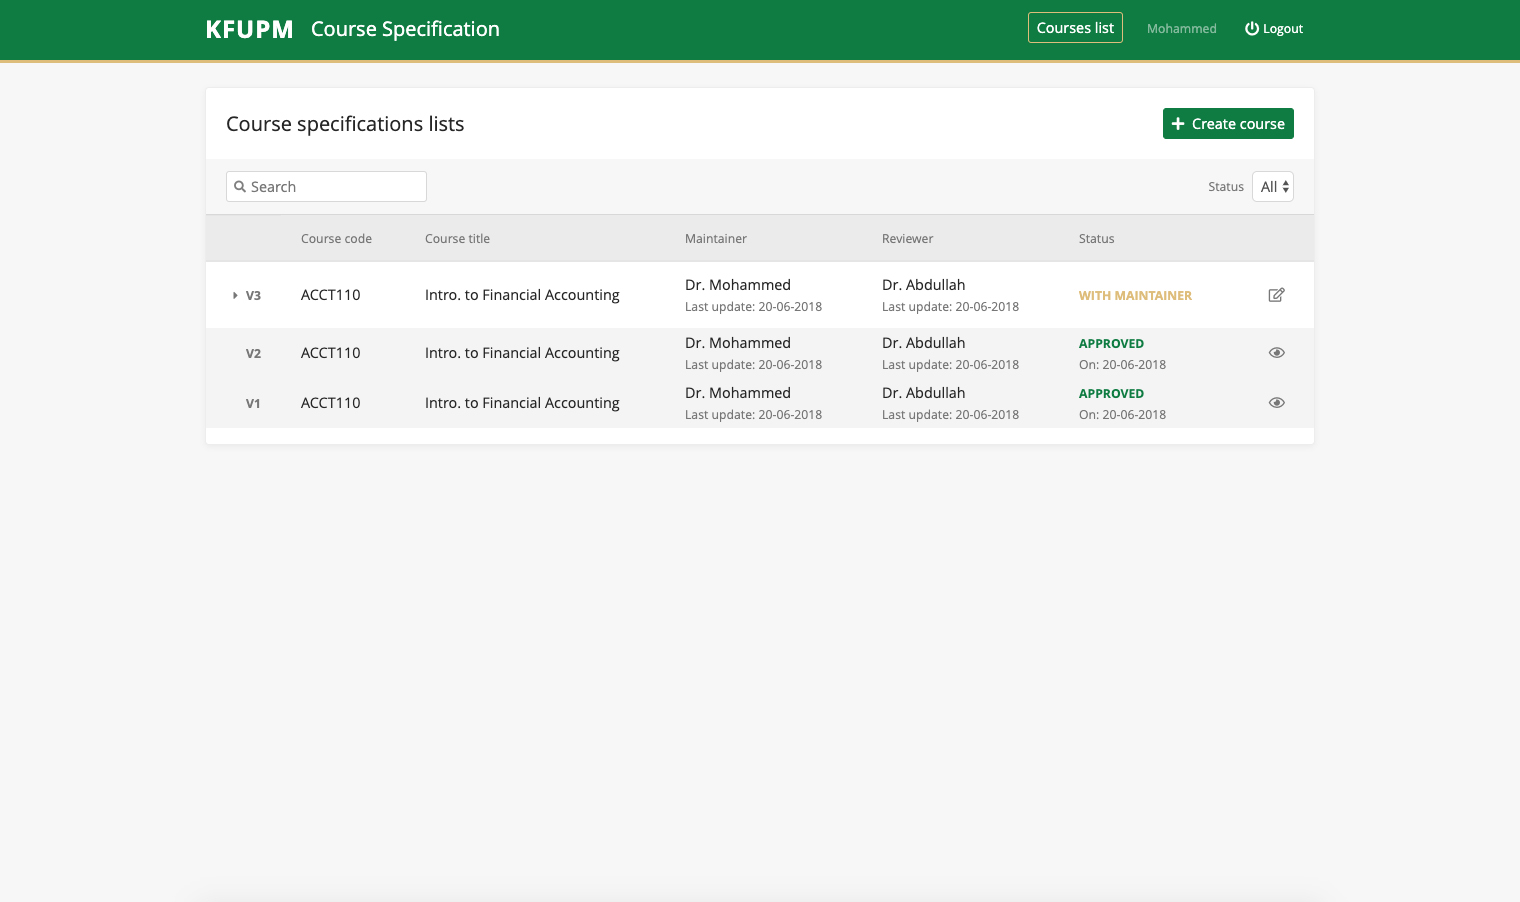 KFUPM Course Specification Courses list Mohammed Logout
Course specifications lists Create course
Search Status All
Course code Course title Maintainer Reviewer Status
V3 ACCT110 Intro. to Financial Accounting Dr. Mohammed Dr. Abdullah WITH MAINTAINER
Last update: 20-06-2018 Last update: 20-06-2018
V2 ACCT110 Intro. to Financial Accounting Dr. Mohammed Dr. Abdullah APPROVED
Last update: 20-06-2018 Last update: 20-06-2018 On: 20-06-2018
V1 ACCT110 Intro. to Financial Accounting Dr. Mohammed Dr. Abdullah APPROVED
Last update: 20-06-2018 Last update: 20-06-2018 On: 20-06-2018